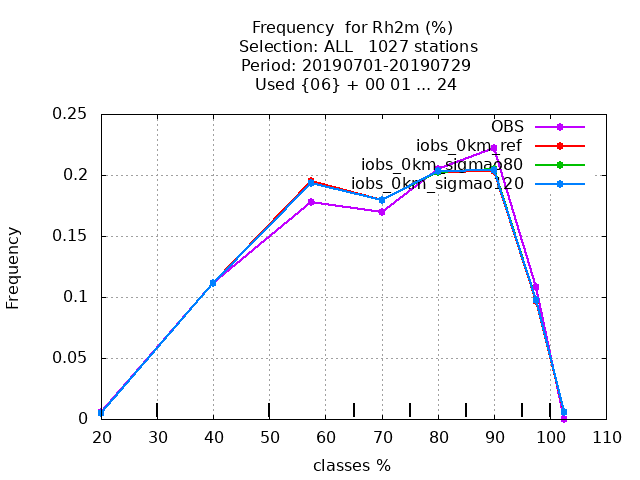 Frequency  for Rh2m (%)
Selection: ALL   1027 stations
Period: 20190701-20190729
Used {06} + 00 01 ... 24
0.25
0.2
0.15
0.1
0.05
0
Frequency
OBS
iobs_0km_ref
iobs_0km_sigmao80
iobs_0km_sigmao120
20 30 40 50 60 70 80 90 100 110
classes %